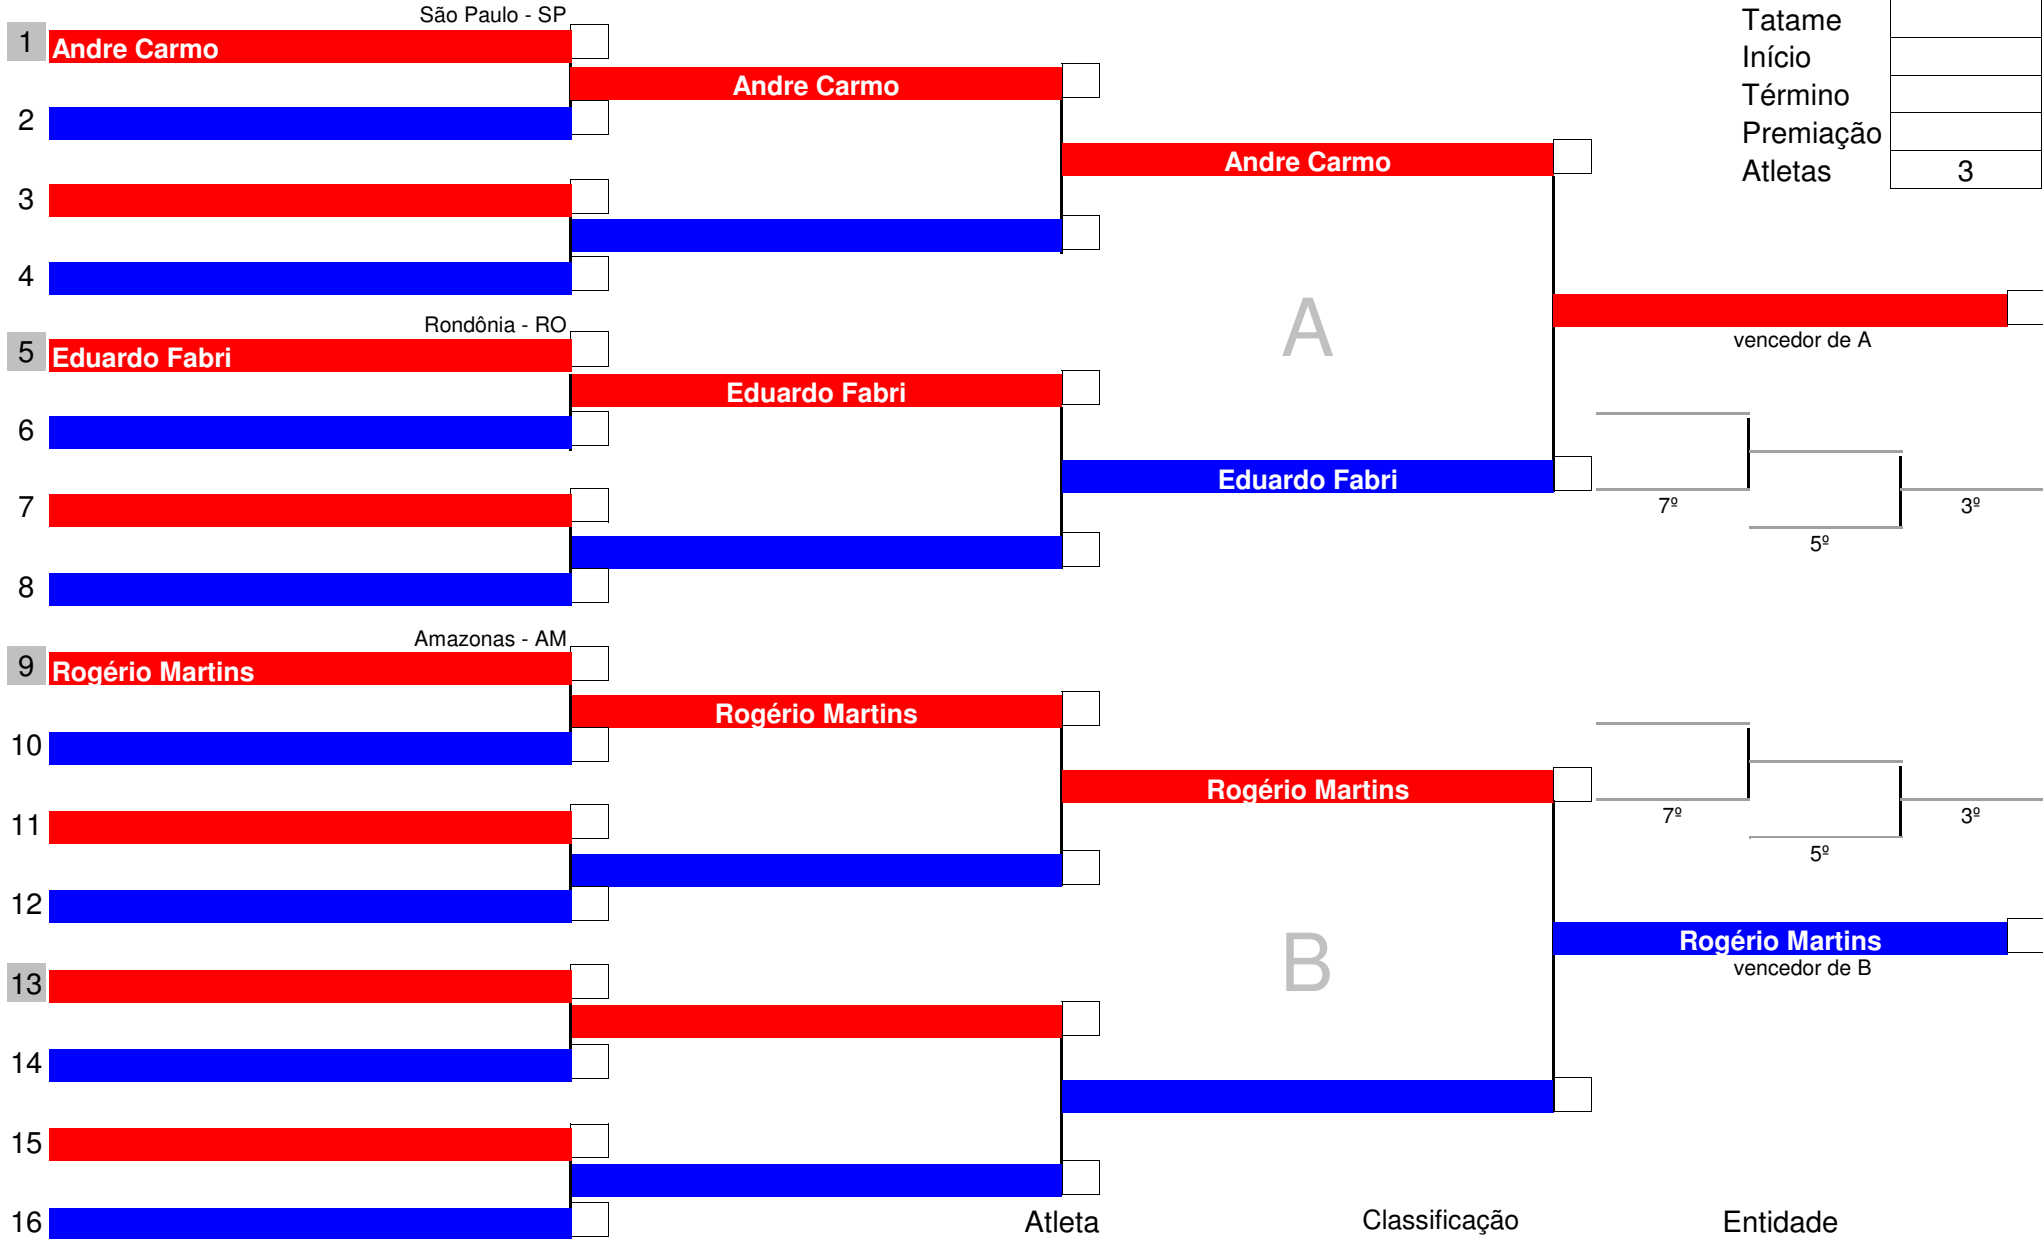 São Paulo - SP
Tatame
1 Andre Carmo
Início
Andre Carmo
Término
2
Premiação
Andre Carmo
Atletas 3
3
4
A
Rondônia - RO
vencedor de A
5 Eduardo Fabri
Eduardo Fabri
6
Eduardo Fabri
7
7º 3º
5º
8
Amazonas - AM
9 Rogério Martins
Rogério Martins
10
Rogério Martins
11
7º 3º
5º
12
Rogério Martins
B
vencedor de B
13
14
15
16
Atleta Classificação Entidade